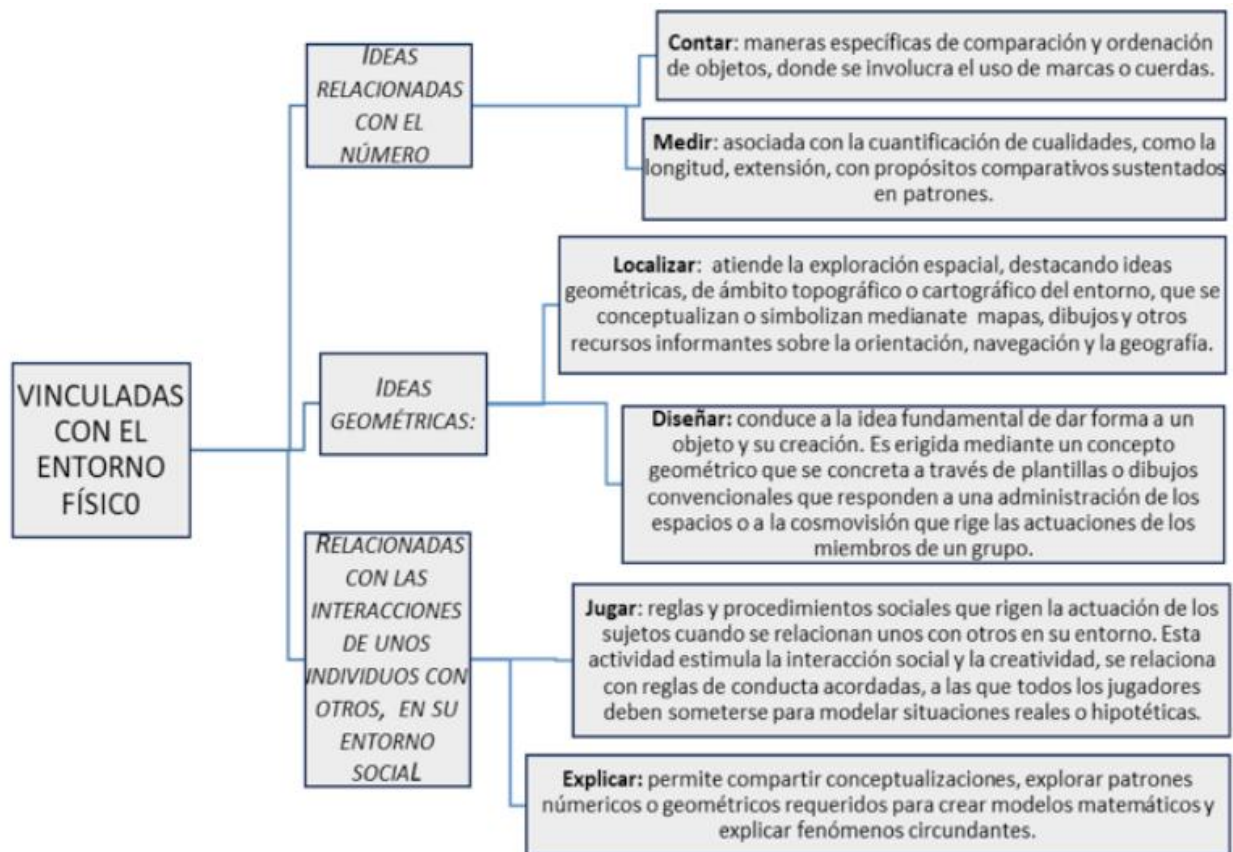 VINCULADAS
CON EL
ENTORNO
FÍSIC0
IDEAS
RELACIONADAS
CON EL
NÚMERO
Contar: maneras específicas de comparación y ordenación
de objetos, donde se involucra el uso de marcas o cuerdas.
Medir: asociada con la cuantificación de cualidades, como la
longitud, extensión, con propósitos comparativos sustentados
en patrones.
IDEAS
GEOMÉTRICAS:
Localizar: atiende la exploración espacial, destacando ideas
geométricas, de ámbito topográfico o cartográfico del entorno, que se
conceptualizan o simbolizan medianate mapas, dibujos y otros
recursos informantes sobre la orientación, navegación y la geografía.
Diseñar: conduce a la idea fundamental de dar forma a un
objeto y su creación. Es erigida mediante un concepto
geométrico que se concreta a través de plantillas o dibujos
convencionales que responden a una administración de los
espacios o a la cosmovisión que rige las actuaciones de los
miembros de un grupo.
RELACIONADAS
CON LAS
INTERACCIONES
DE UNOS
INDIVIDUOS CON
OTROS, EN SU
ENTORNO
SOCIAL
Jugar: reglas y procedimientos sociales que rigen la actuación de los
sujetos cuando se relacionan unos con otros en su entorno. Esta
actividad estimula la interacción social y la creatividad, se relaciona
con reglas de conducta acordadas, a las que todos los jugadores
deben someterse para modelar situaciones reales o hipotéticas.
Explicar: permite compartir conceptualizaciones, explorar patrones
númericos o geométricos requeridos para crear modelos matemáticos y
explicar fenómenos circundantes.